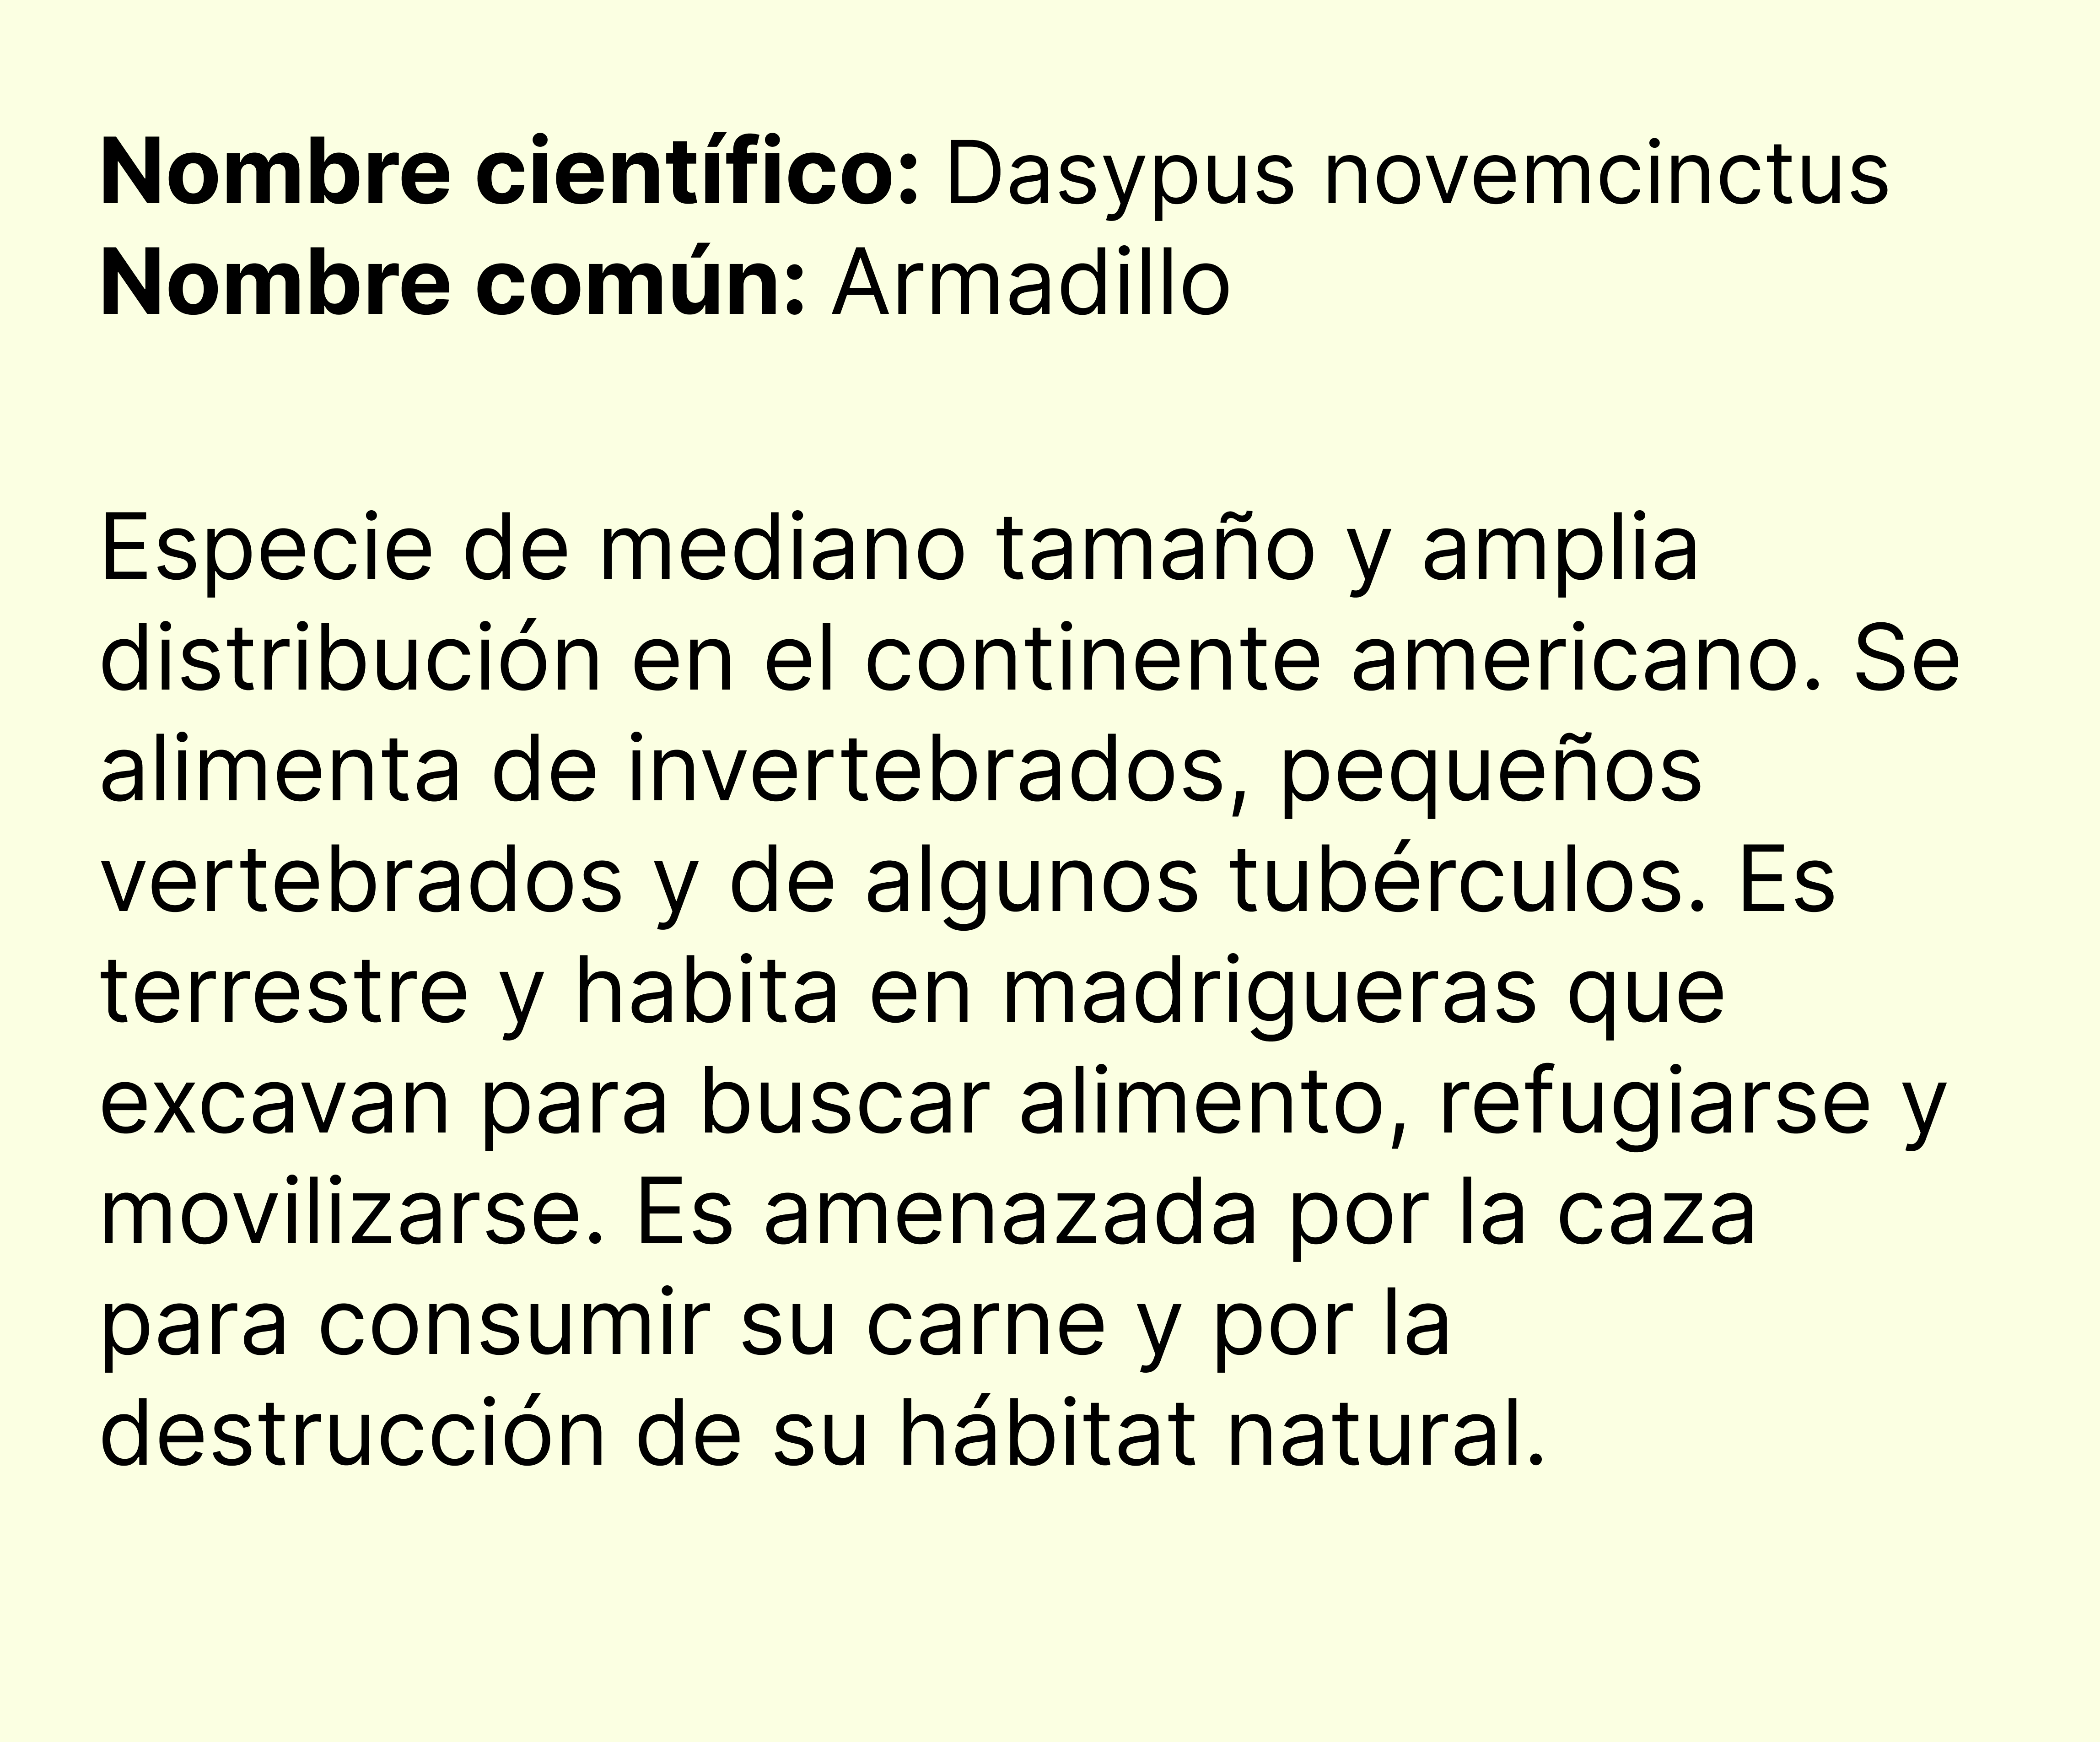 Nombre científico: Dasypus novemcinctus
Nombre común: Armadillo
Especie de mediano tamaño y amplia
distribución en el continente americano. Se
alimenta de invertebrados, pequeños
vertebrados y de algunos tubérculos. Es
terrestre y habita en madrigueras que
excavan para buscar alimento, refugiarse y
movilizarse. Es amenazada por la caza
para consumir su carne y por la
destrucción de su hábitat natural.